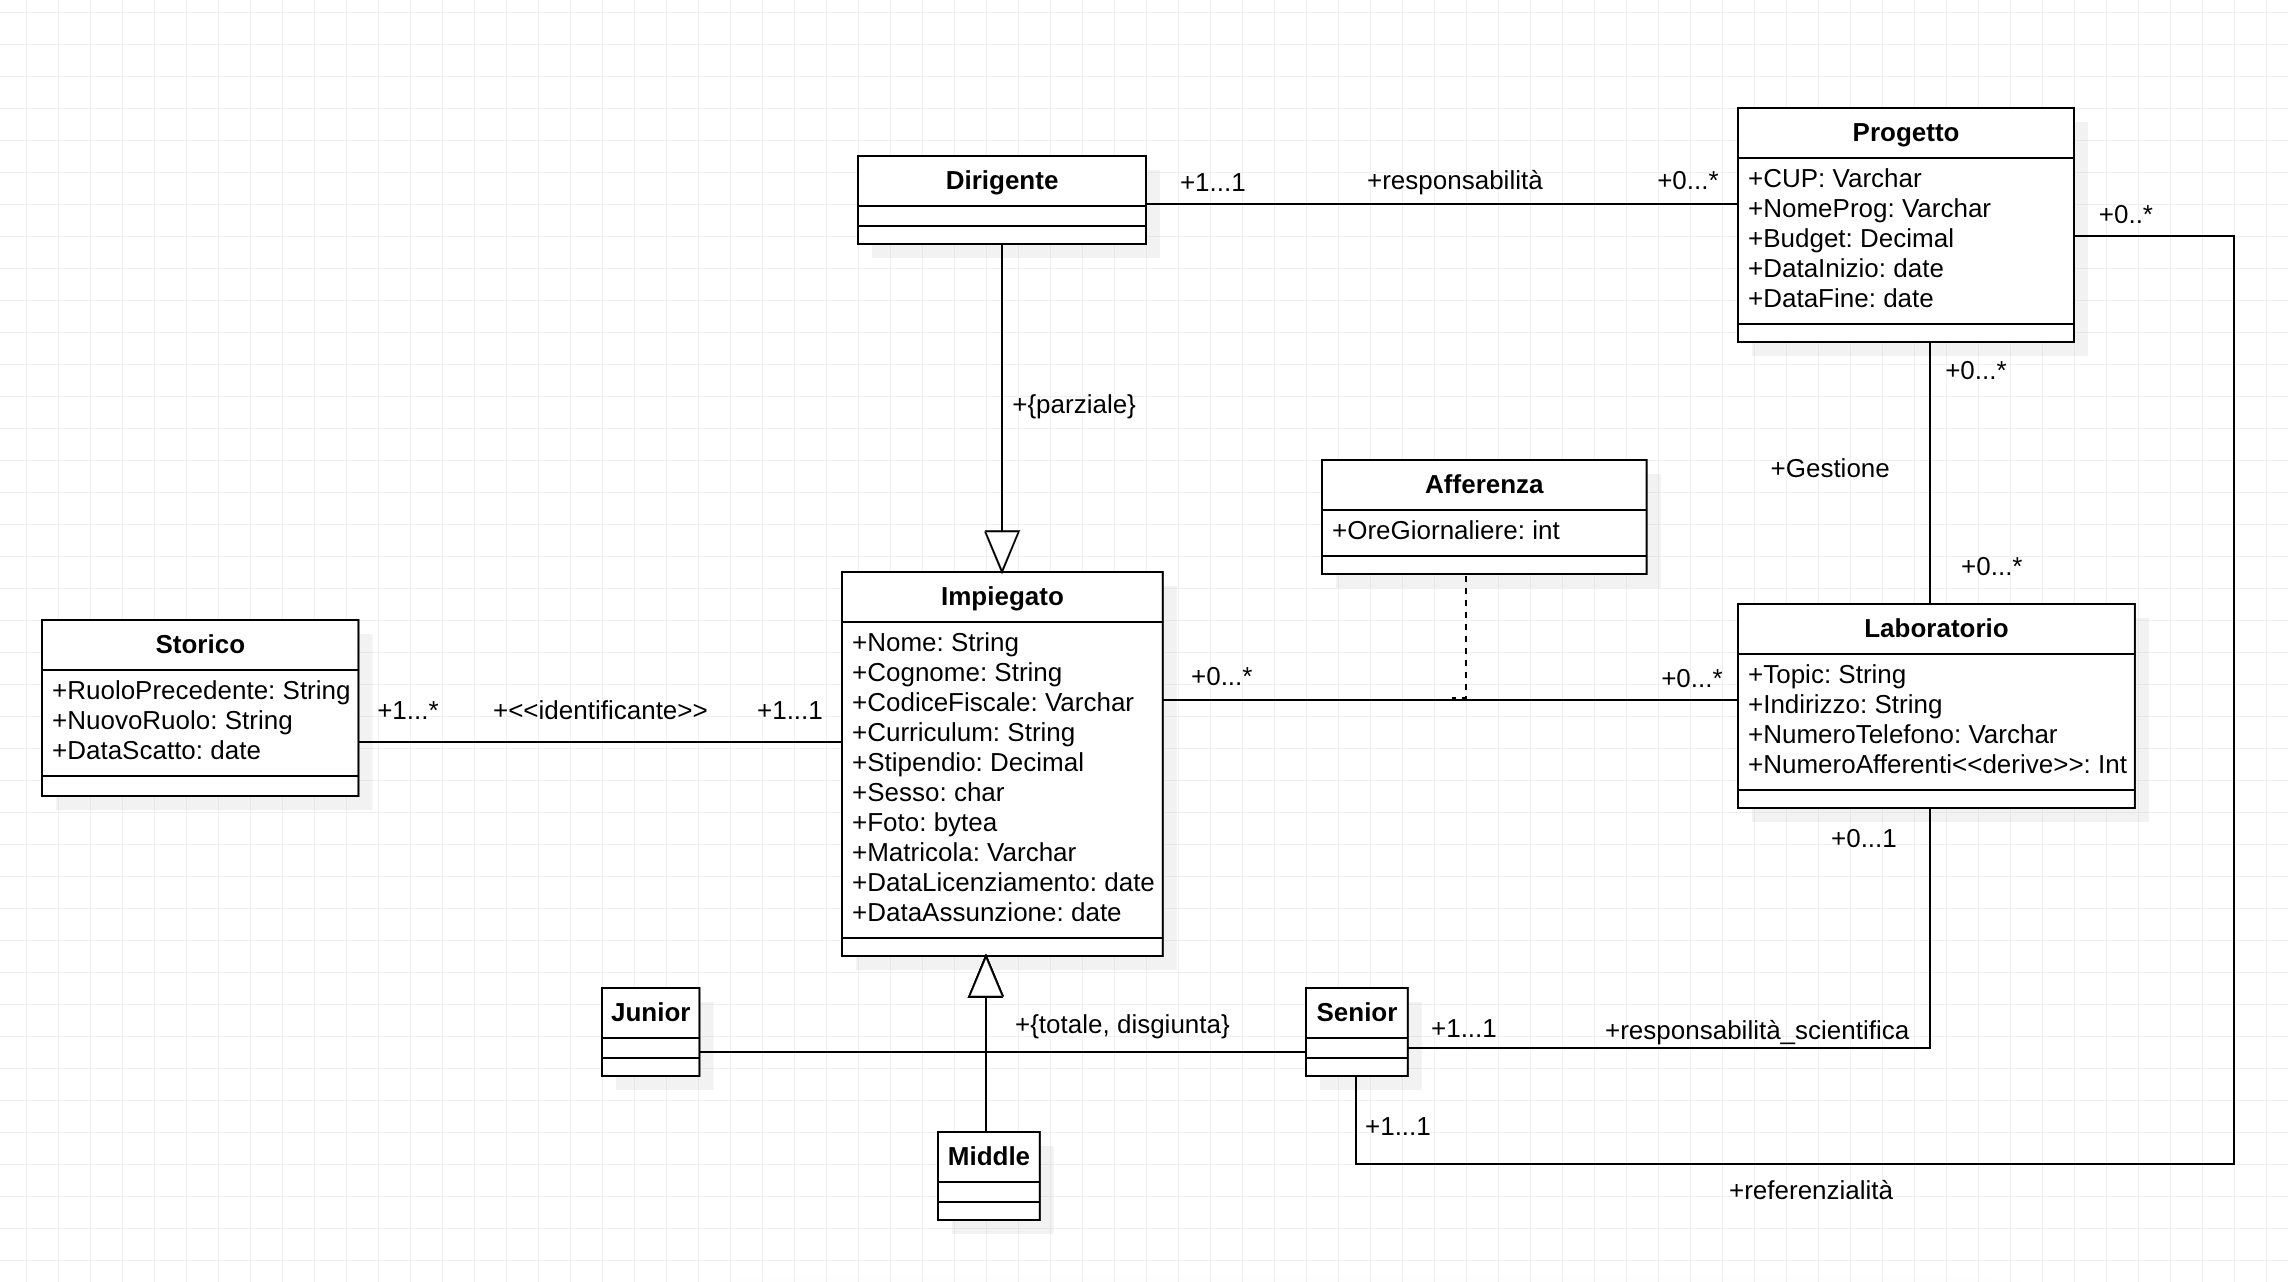 Dirigente
+1...1
+responsabilità
+0...*
Progetto
+CUP: Varchar
+NomeProg: Varchar
+Budget: Decimal
+DataInizio: date
+DataFine: date
+0..*
+0...*
+{parziale}
+Gestione
+0...*
Afferenza
+OreGiornaliere: int
Storico
+RuoloPrecedente: String
+NuovoRuolo: String
+DataScatto: date
+1...*
+<<identificante>>
+1...1
Impiegato
+Nome: String
+Cognome: String
+CodiceFiscale: Varchar
+Curriculum: String
+Stipendio: Decimal
+Sesso: char
+Foto: bytea
+Matricola: Varchar
+DataLicenziamento: date
+DataAssunzione: date
+0...*
+0...*
Laboratorio
+Topic: String
+Indirizzo: String
+NumeroTelefono: Varchar
+NumeroAfferenti<<derive>>: Int
+0...1
Junior
+{totale, disgiunta}
Senior
+1...1
+responsabilità_scientifica
+1...1
Middle
+referenzialità